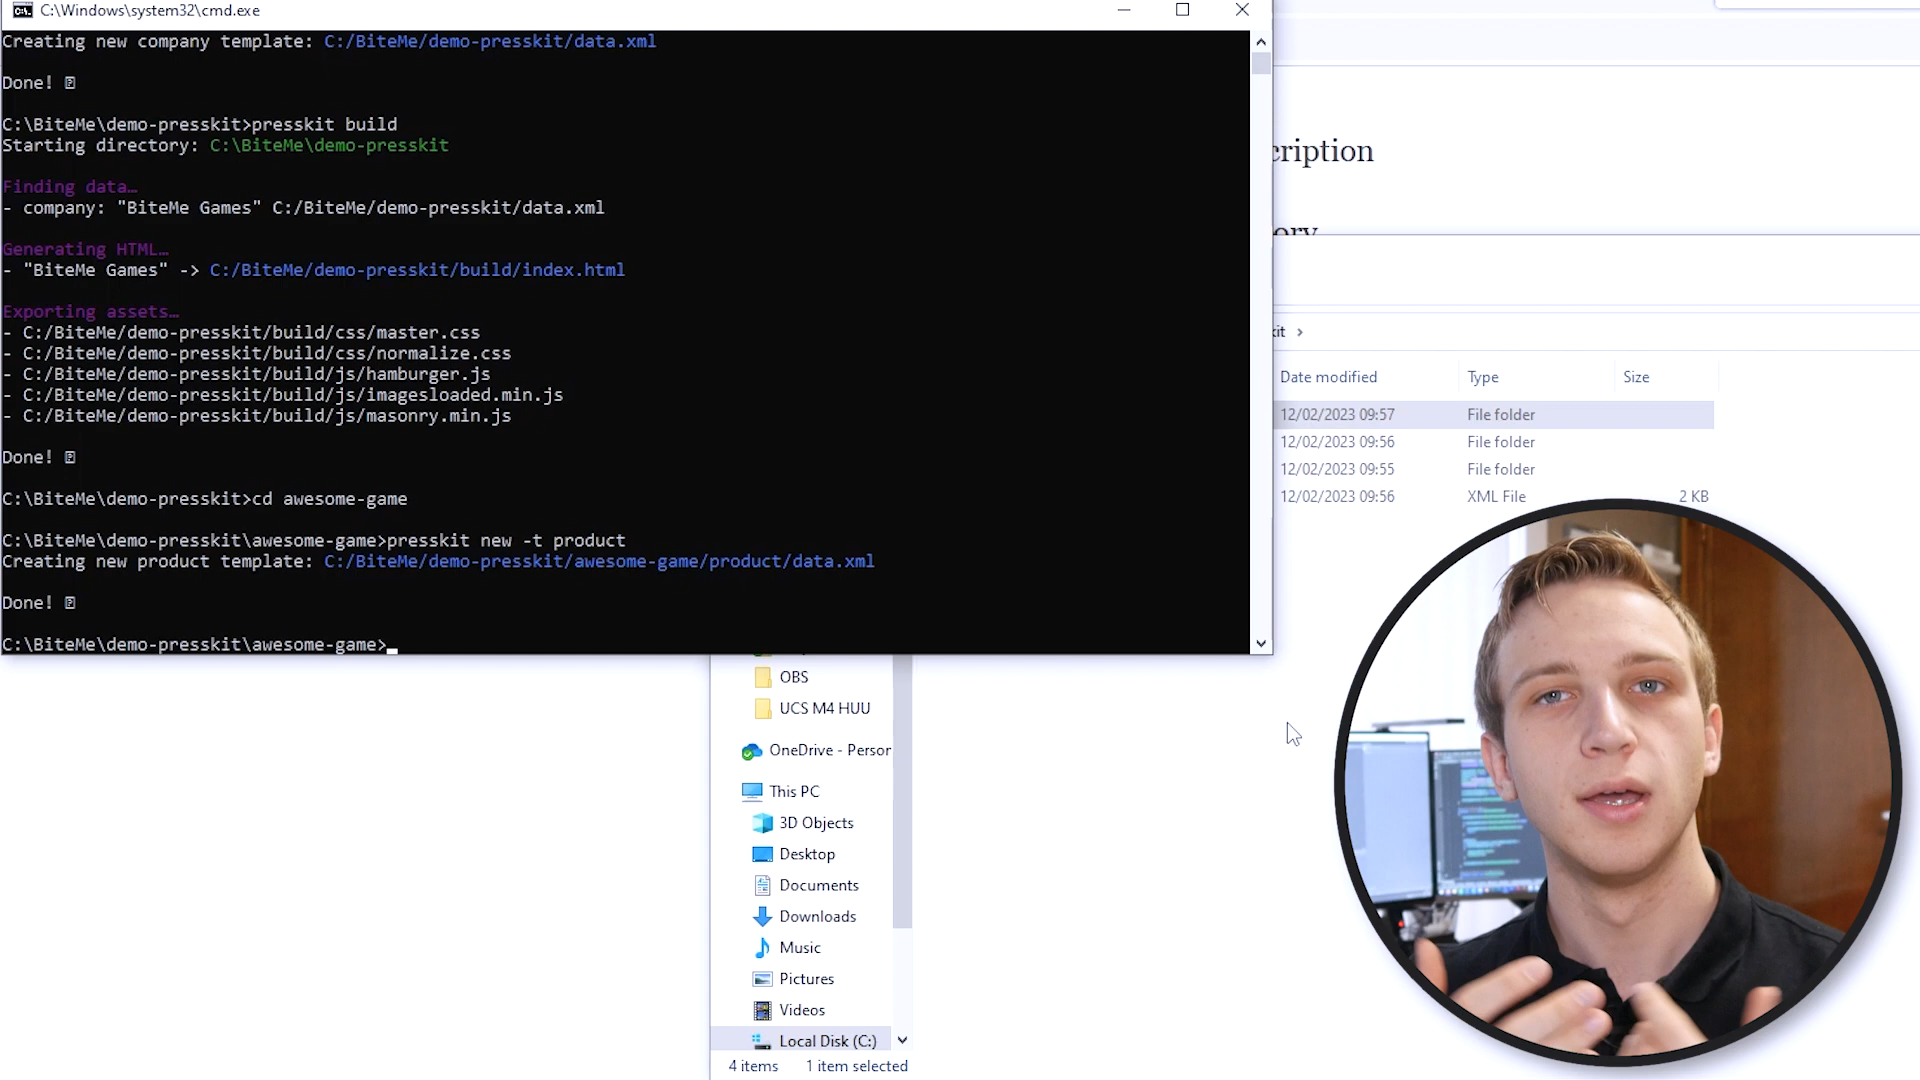 C:\Windows\system32\cmd.exe
Creating new company template: C:/BiteMe/demo-presskit/data.xml
Done!
C:\BiteMe\demo-presskit>presskit build
Starting directory: C:\BiteMe\demo-presskit
Finding data…
- company: "BiteMe Games" C:/BiteMe/demo-presskit/data.xml
Generating HTML…
- "BiteMe Games" -> C:/BiteMe/demo-presskit/build/index.html
Exporting assets…
- C:/BiteMe/demo-presskit/build/css/master.css
- C:/BiteMe/demo-presskit/build/css/normalize.css
- C:/BiteMe/demo-presskit/build/js/hamburger.js
- C:/BiteMe/demo-presskit/build/js/imagesloaded.min.js
- C:/BiteMe/demo-presskit/build/js/masonry.min.js
Done!
C:\BiteMe\demo-presskit>cd awesome-game
C:\BiteMe\demo-presskit\awesome-game>presskit new -t product
Creating new product template: C:/BiteMe/demo-presskit/awesome-game/product/data.xml
Done!
C:\BiteMe\demo-presskit\awesome-game>
cription
ory
kit >
Date modified Type Size
12/02/2023 09:57 File folder
12/02/2023 09:56 File folder
12/02/2023 09:55 File folder
12/02/2023 09:56 XML File 2 KB
OBS
UCS M4 HUU
OneDrive - Person
This PC
3D Objects
Desktop
Documents
Downloads
Music
Pictures
Videos
Local Disk (C:)
4 items 1 item selected